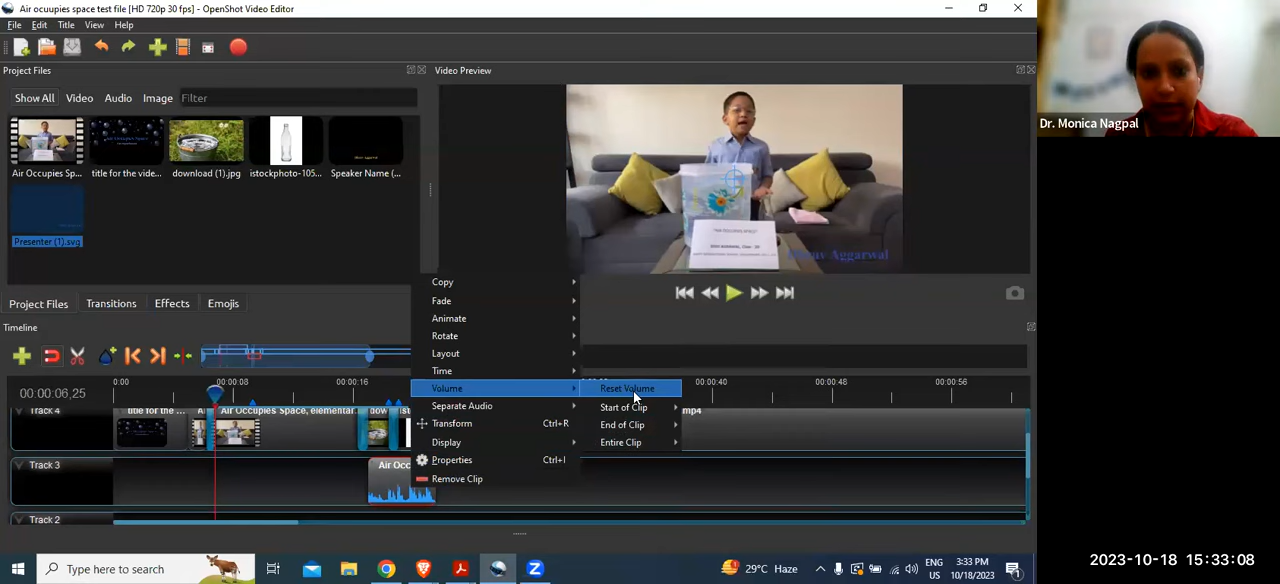 Air ocuupies space test file [HD 720p 30 fps] - OpenShot Video Editor
File Edit Title View Help
Project Files
Video Preview
Show All Video Audio Image Filter
Air Occupies Sp... title for the vide... download (1).jpg istockphoto-105... Speaker Name (...
Presenter (1).svg
Project Files Transitions Effects Emojis
Timeline
Copy
Fade
Animate
Rotate
Layout
Time
Volume
Separate Audio
Transform Ctrl+R
Display
Properties Ctrl+I
Remove Clip
Reset Volume
Start of Clip
End of Clip
Entire Clip
00:00:06,25
0:00 00:00:08 00:00:16 00:00:40 00:00:48 00:00:56
Track 4
title for the
Air Occupies Space, elementar
mp4
Track 3
Air Occ
Track 2
Type here to search
29°C Haze
ENG
US
3:33 PM
10/18/2023
Dr. Monica Nagpal
2023-10-18 15:33:08